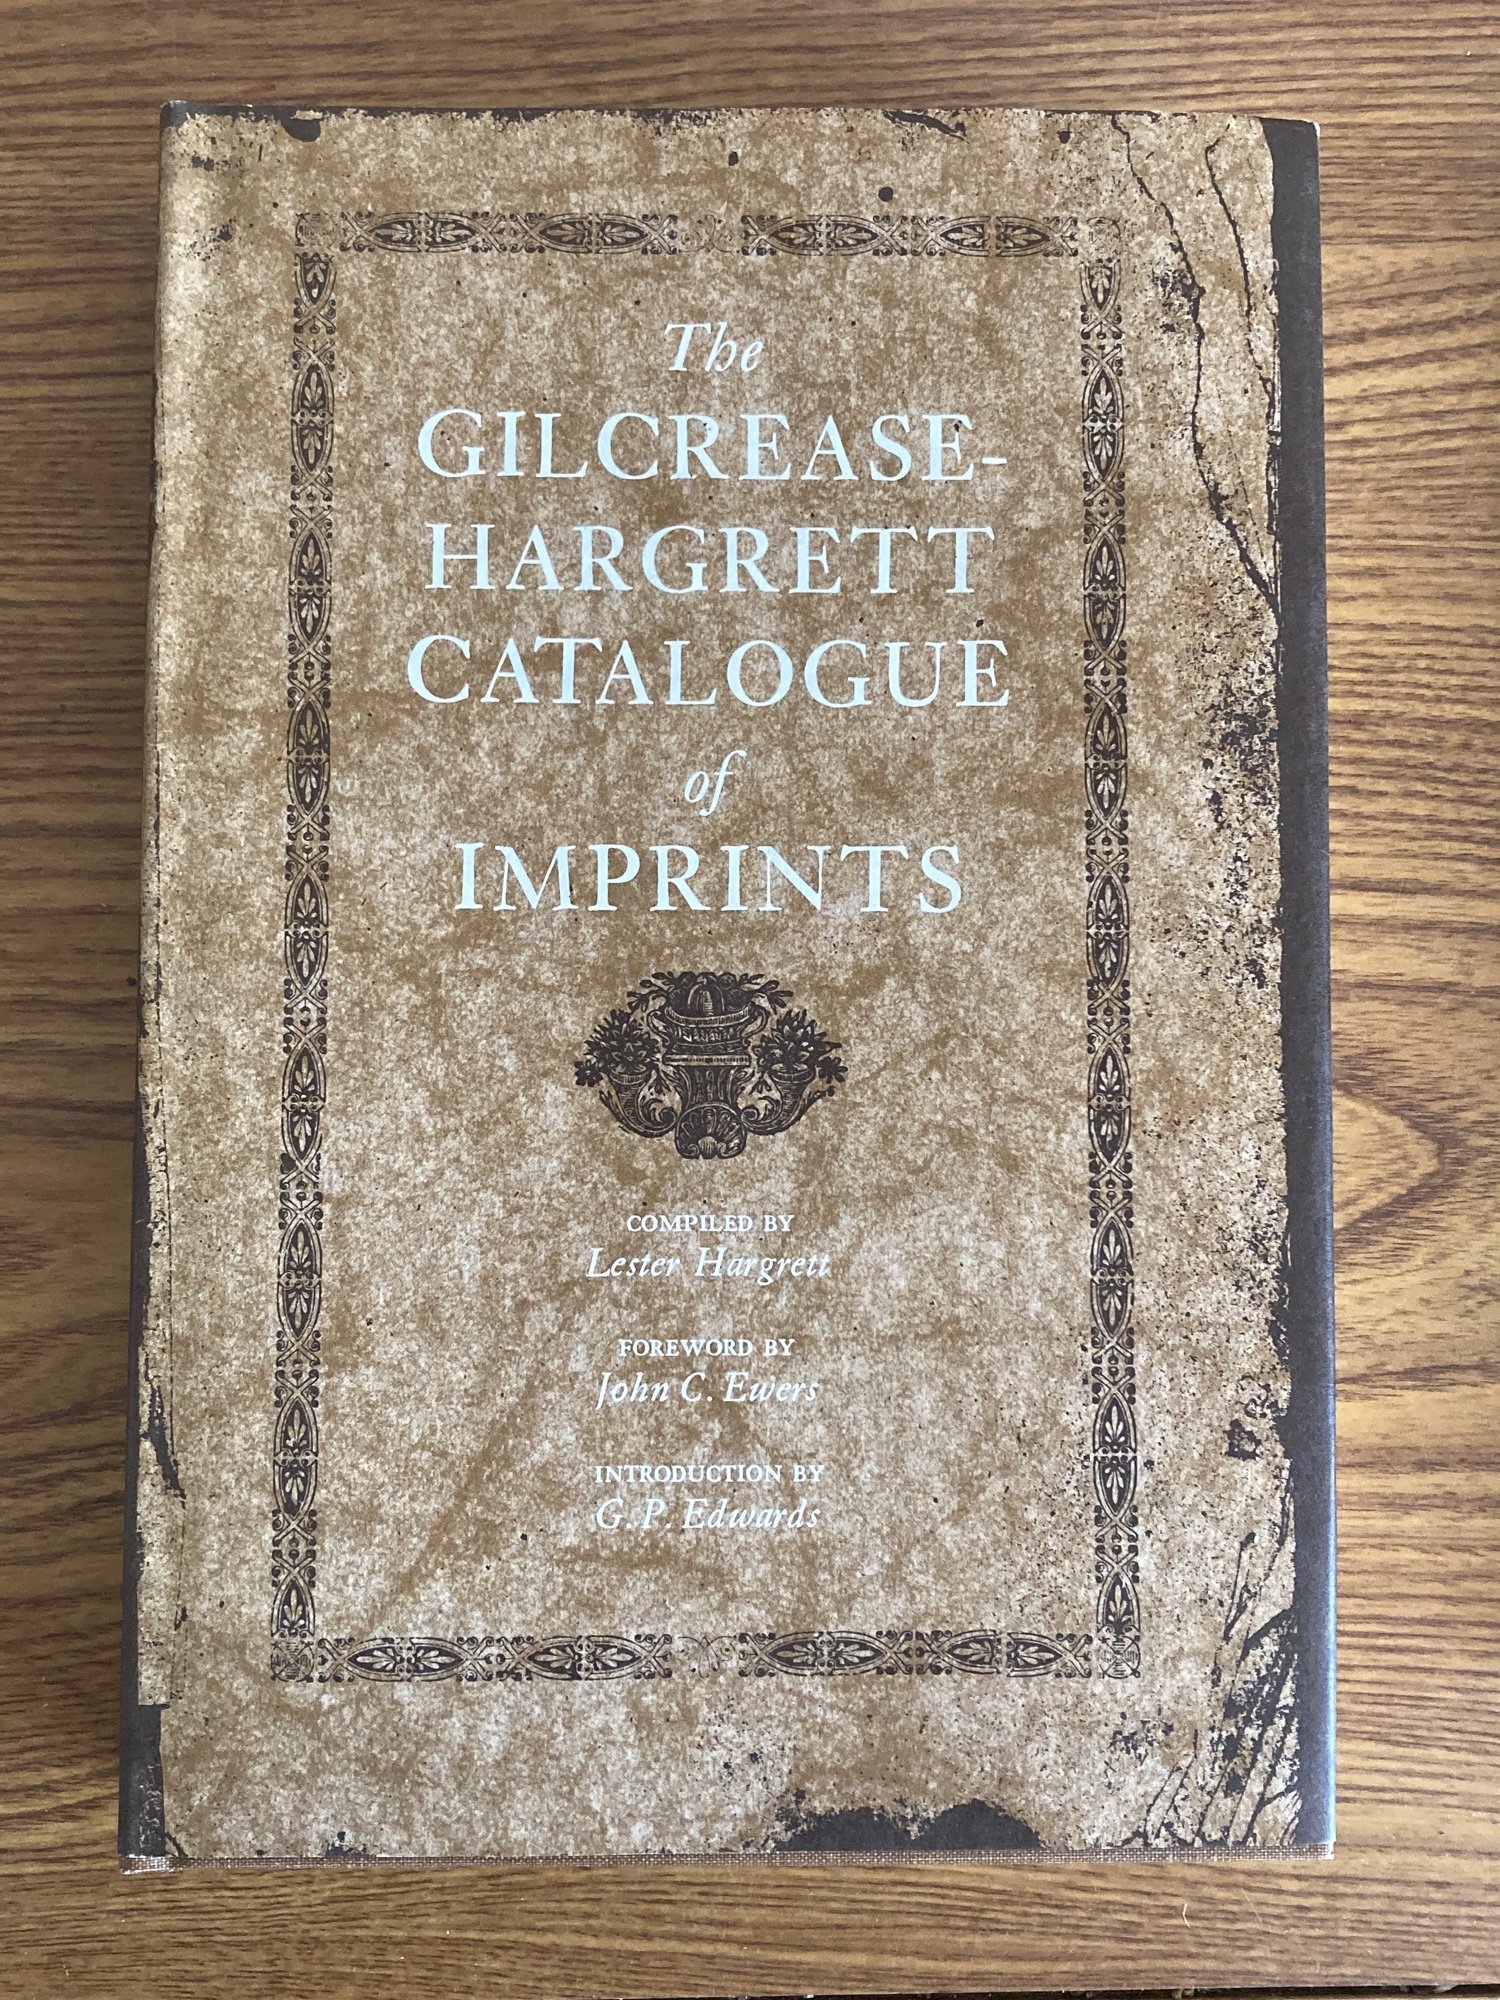 The
GILCREASE-
HARGRETT
CATALOGUE
of
IMPRINTS
COMPILED BY
Lester Hargrett
FOREWORD BY
John C. Ewers
INTRODUCTION BY
G. P. Edwards